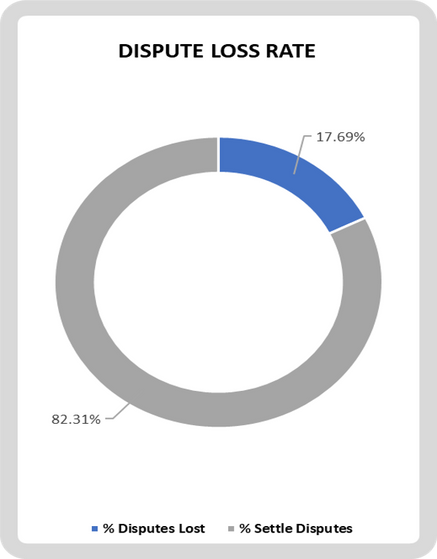 DISPUTE LOSS RATE
17.69%
82.31%
% Disputes Lost % Settle Disputes